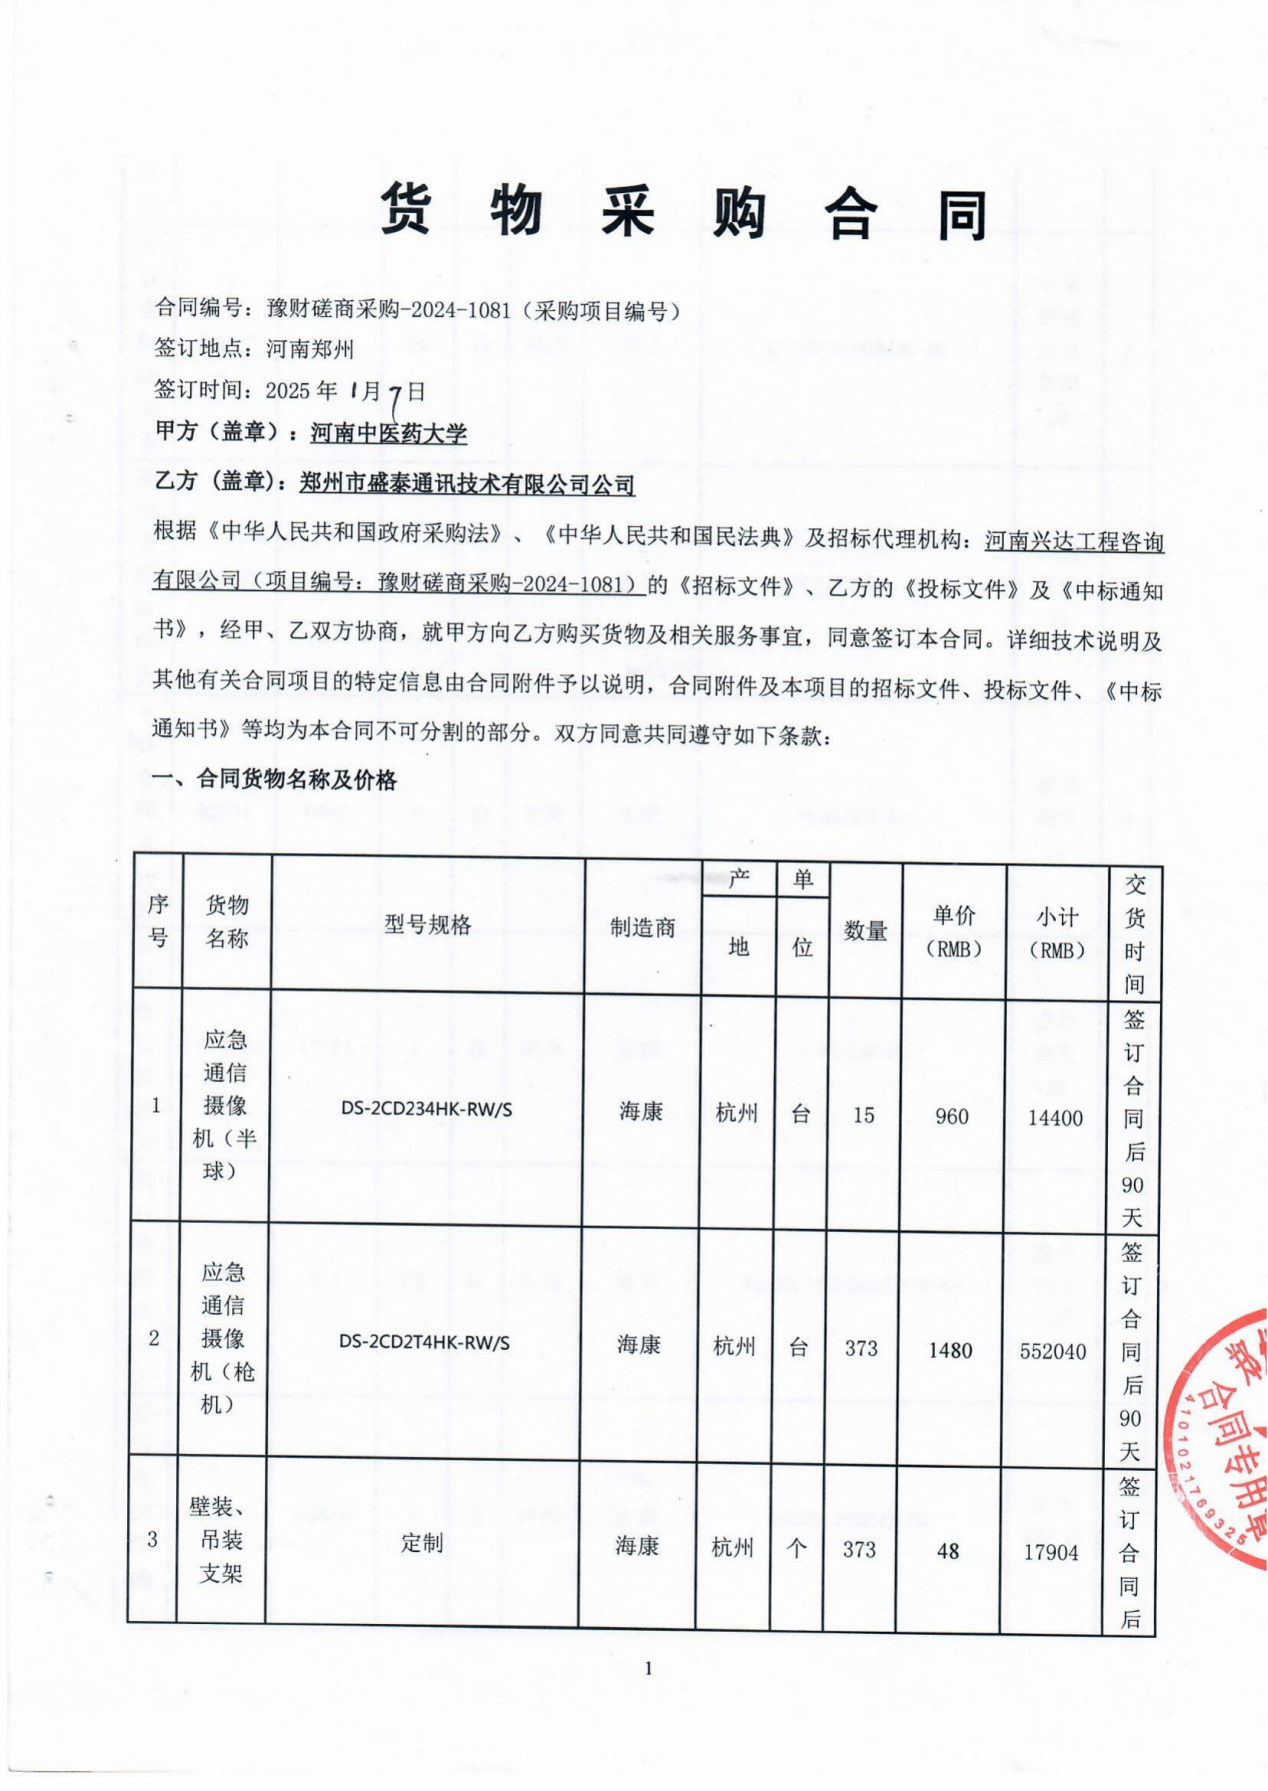 货物采购合同
合同编号：豫财磋商采购-2024-1081（采购项目编号）
签订地点：河南郑州
签订时间：2025 年 1月 7日
甲方（盖章）：河南中医药大学
乙方（盖章）：郑州市盛泰通讯技术有限公司公司
根据《中华人民共和国政府采购法》、《中华人民共和国民法典》及招标代理机构：河南兴达工程咨询
有限公司（项目编号：豫财磋商采购-2024-1081）的《招标文件》、乙方的《投标文件》及《中标通知
书》，经甲、乙双方协商，就甲方向乙方购买货物及相关服务事宜，同意签订本合同。详细技术说明及
其他有关合同项目的特定信息由合同附件予以说明，合同附件及本项目的招标文件、投标文件、《中标
通知书》等均为本合同不可分割的部分。双方同意共同遵守如下条款：
一、合同货物名称及价格
序号 货物名称 型号规格 制造商 产地 单位 数量 单价（RMB） 小计（RMB） 交货时间
1 应急通信摄像机（半球） DS-2CD234HK-RW/S 海康 杭州 台 15 960 14400 签订合同后90天
2 应急通信摄像机（枪机） DS-2CD2T4HK-RW/S 海康 杭州 台 373 1480 552040 签订合同后90天
3 壁装、吊装支架 定制 海康 杭州 个 373 48 17904 签订合同后
合同专用章
4101021769325
1